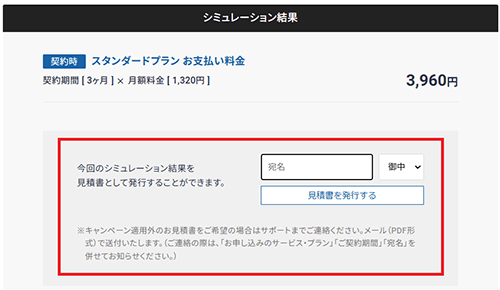 シミュレーション結果
契約時 スタンダードプラン お支払い料金
契約期間 [ 3ヶ月 ] × 月額料金 [ 1,320円 ]
3,960円
今回のシミュレーション結果を
見積書として発行することができます。
宛名
御中
見積書を発行する
※キャンペーン適用外のお見積書をご希望の場合はサポートまでご連絡ください。メール（PDF形
式）で送付いたします。（ご連絡の際は、「お申し込みのサービス・プラン」「ご契約期間」「宛名」を
併せてお知らせください。）